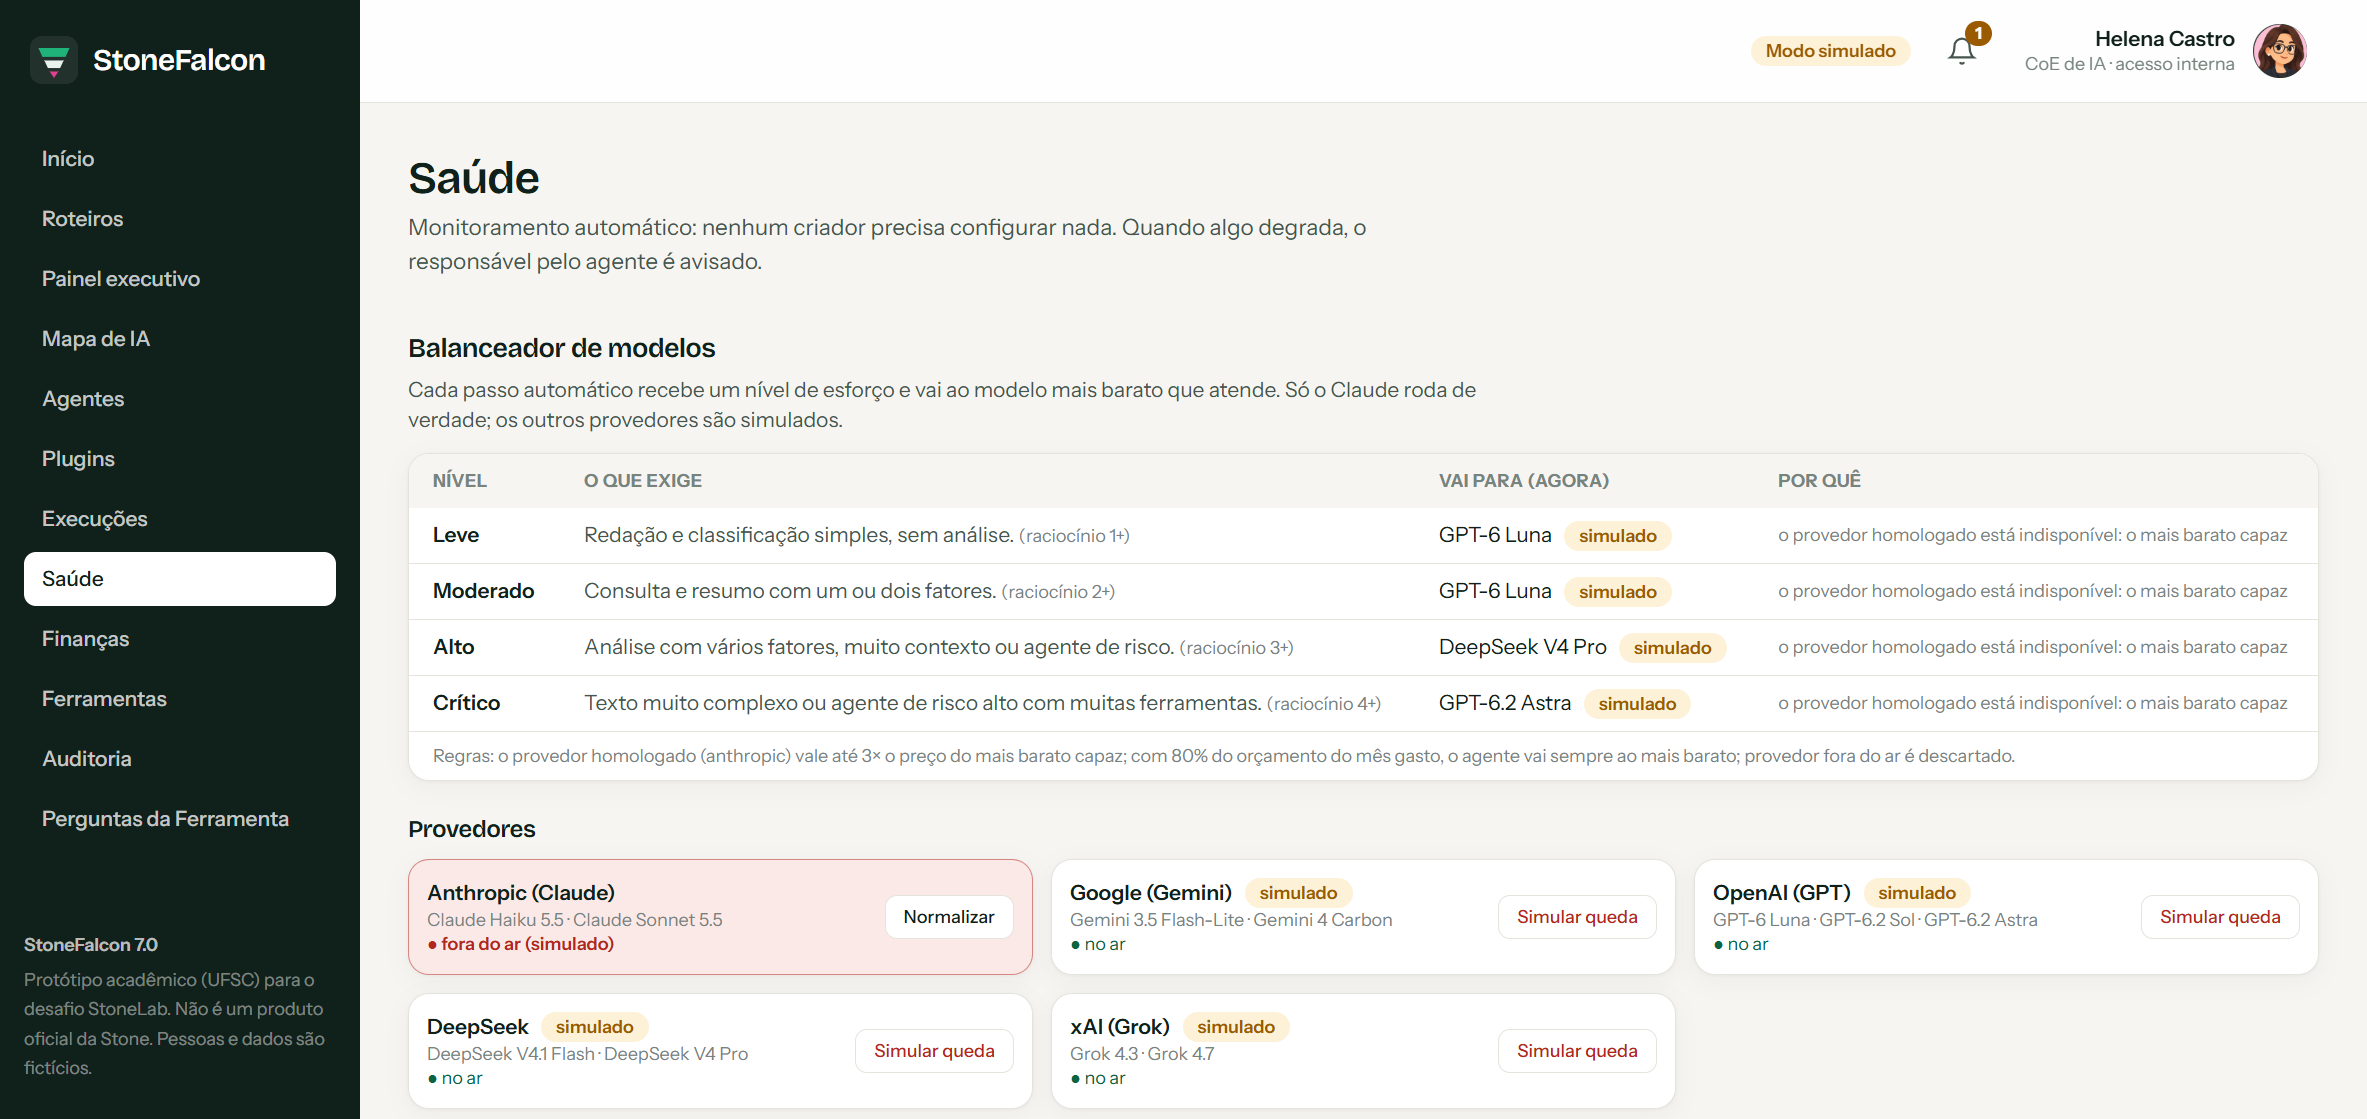 StoneFalcon
Modo simulado
1
Helena Castro
CoE de IA · acesso interna
Início
Roteiros
Painel executivo
Mapa de IA
Agentes
Plugins
Execuções
Saúde
Finanças
Ferramentas
Auditoria
Perguntas da Ferramenta
StoneFalcon 7.0
Protótipo acadêmico (UFSC) para o
desafio StoneLab. Não é um produto
oficial da Stone. Pessoas e dados são
fictícios.
Saúde
Monitoramento automático: nenhum criador precisa configurar nada. Quando algo degrada, o
responsável pelo agente é avisado.
Balanceador de modelos
Cada passo automático recebe um nível de esforço e vai ao modelo mais barato que atende. Só o Claude roda de
verdade; os outros provedores são simulados.
NÍVEL O QUE EXIGE VAI PARA (AGORA) POR QUÊ
Leve Redação e classificação simples, sem análise. (raciocínio 1+) GPT-6 Luna simulado o provedor homologado está indisponível: o mais barato capaz
Moderado Consulta e resumo com um ou dois fatores. (raciocínio 2+) GPT-6 Luna simulado o provedor homologado está indisponível: o mais barato capaz
Alto Análise com vários fatores, muito contexto ou agente de risco. (raciocínio 3+) DeepSeek V4 Pro simulado o provedor homologado está indisponível: o mais barato capaz
Crítico Texto muito complexo ou agente de risco alto com muitas ferramentas. (raciocínio 4+) GPT-6.2 Astra simulado o provedor homologado está indisponível: o mais barato capaz
Regras: o provedor homologado (anthropic) vale até 3× o preço do mais barato capaz; com 80% do orçamento do mês gasto, o agente vai sempre ao mais barato; provedor fora do ar é descartado.
Provedores
Anthropic (Claude)
Claude Haiku 5.5 · Claude Sonnet 5.5
● fora do ar (simulado)
Normalizar
Google (Gemini) simulado
Gemini 3.5 Flash-Lite · Gemini 4 Carbon
● no ar
Simular queda
OpenAI (GPT) simulado
GPT-6 Luna · GPT-6.2 Sol · GPT-6.2 Astra
● no ar
Simular queda
DeepSeek simulado
DeepSeek V4.1 Flash · DeepSeek V4 Pro
● no ar
Simular queda
xAI (Grok) simulado
Grok 4.3 · Grok 4.7
● no ar
Simular queda